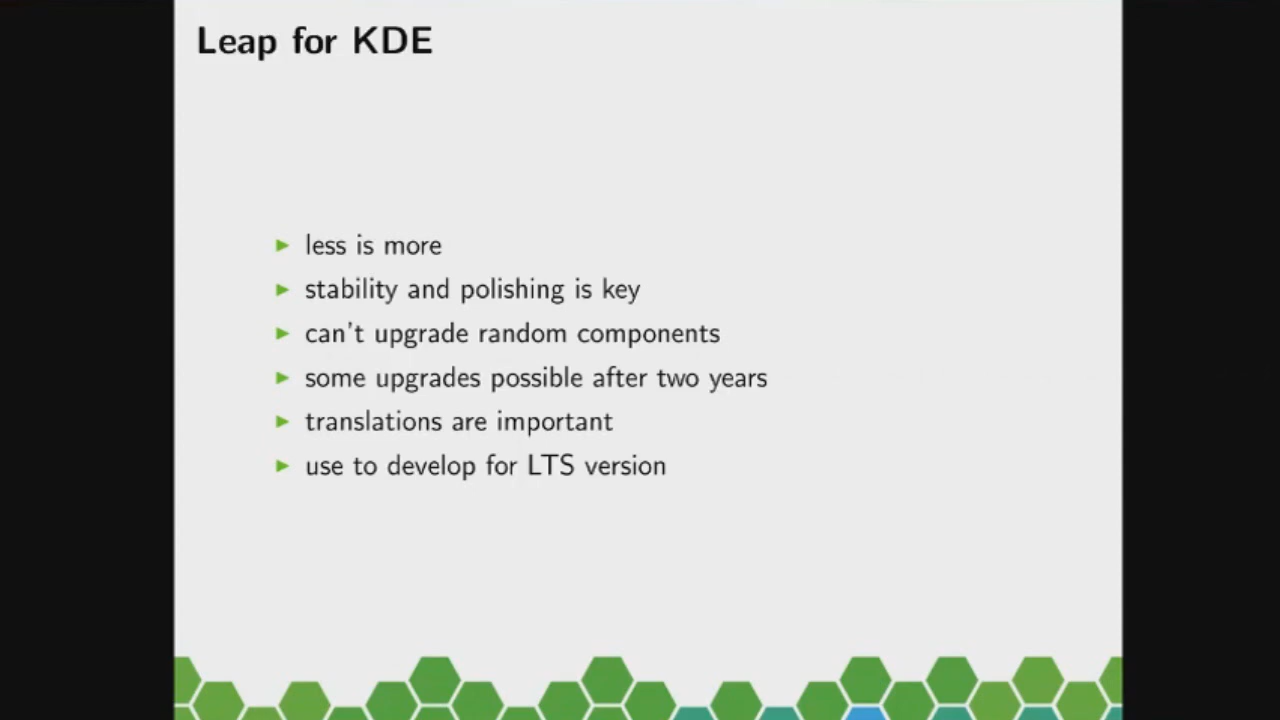 Leap for KDE
less is more
stability and polishing is key
can't upgrade random components
some upgrades possible after two years
translations are important
use to develop for LTS version